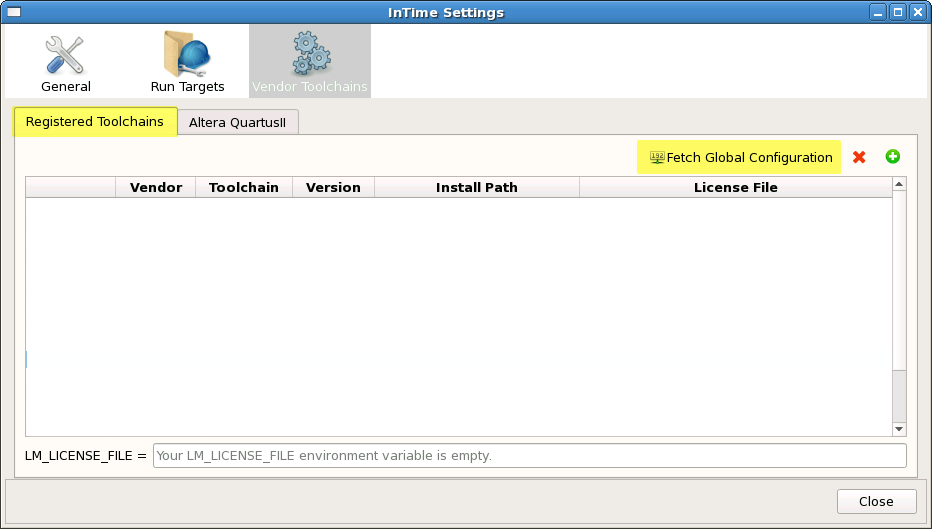 InTime Settings
General
Run Targets
Vendor Toolchains
Registered Toolchains
Altera QuartusII
Fetch Global Configuration
Vendor Toolchain Version Install Path License File
LM_LICENSE_FILE = Your LM_LICENSE_FILE environment variable is empty.
Close